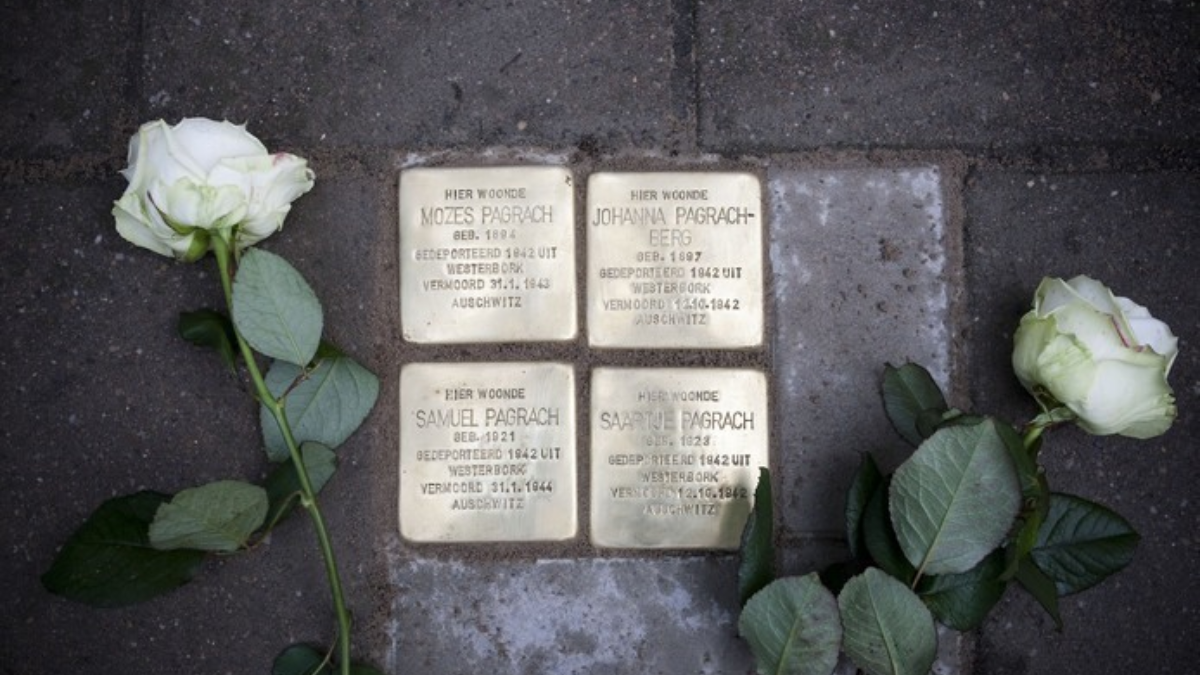 HIER WOONDE
MOZES PAGRACH
GEB. 1894
GEDEPORTEERD 1942 UIT
WESTERBORK
VERMOORD 31.1.1943
AUSCHWITZ
HIER WOONDE
JOHANNA PAGRACH-
BERG
GEB. 1897
GEDEPORTEERD 1942 UIT
WESTERBORK
VERMOORD 12.10.1942
AUSCHWITZ
HIER WOONDE
SAMUEL PAGRACH
GEB. 1921
GEDEPORTEERD 1942 UIT
WESTERBORK
VERMOORD 31.1.1944
AUSCHWITZ
HIER WOONDE
SAARTJE PAGRACH
GEB. 1923
GEDEPORTEERD 1942 UIT
WESTERBORK
VERMOORD 12.10.1942
AUSCHWITZ